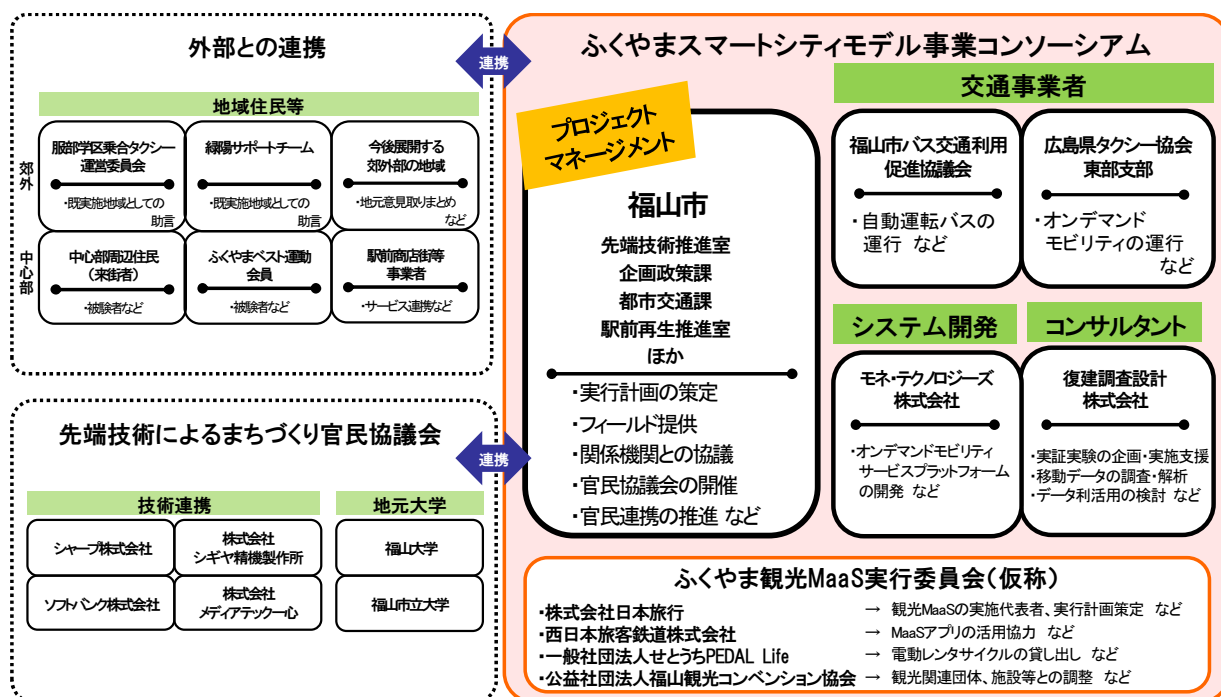 外部との連携
地域住民等
郊外
服部学区乗合タクシー
運営委員会
・既実施地域としての
助言
緑陽サポートチーム
・既実施地域としての
助言
今後展開する
郊外部の地域
・地元意見取りまとめ
など
中心部
中心部周辺住民
(来街者)
・被験者など
ふくやまベスト運動
会員
・被験者など
駅前商店街等
事業者
・サービス連携など
連携
先端技術によるまちづくり官民協議会
技術連携
シャープ株式会社
株式会社
シギヤ精機製作所
ソフトバンク株式会社
株式会社
メディアテック一心
地元大学
福山大学
福山市立大学
連携
ふくやまスマートシティモデル事業コンソーシアム
プロジェクト
マネージメント
福山市
先端技術推進室
企画政策課
都市交通課
駅前再生推進室
ほか
・実行計画の策定
・フィールド提供
・関係機関との協議
・官民協議会の開催
・官民連携の推進 など
交通事業者
福山市バス交通利用
促進協議会
・自動運転バスの
運行 など
広島県タクシー協会
東部支部
・オンデマンド
モビリティの運行
など
システム開発
モネ・テクノロジーズ
株式会社
・オンデマンドモビリティ
サービスプラットフォーム
の開発 など
コンサルタント
復建調査設計
株式会社
・実証実験の企画・実施支援
・移動データの調査・解析
・データ利活用の検討 など
ふくやま観光MaaS実行委員会(仮称)
・株式会社日本旅行 → 観光MaaSの実施代表者、実行計画策定 など
・西日本旅客鉄道株式会社 → MaaSアプリの活用協力 など
・一般社団法人せとうちPEDAL Life → 電動レンタサイクルの貸し出し など
・公益社団法人福山観光コンベンション協会 → 観光関連団体、施設等との調整 など